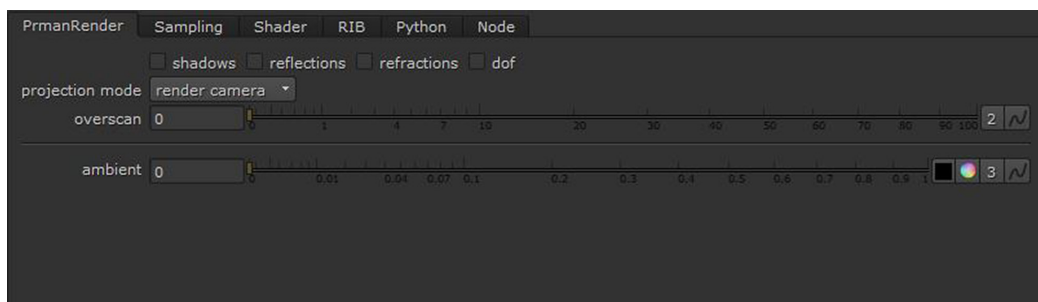 PrmanRender Sampling Shader RIB Python Node
shadows reflections refractions dof
projection mode render camera
overscan 0 2
0 1 4 7 10 20 30 40 50 60 70 80 90 100
ambient 0 3
0 0.01 0.04 0.07 0.1 0.2 0.3 0.4 0.5 0.6 0.7 0.8 0.9 1